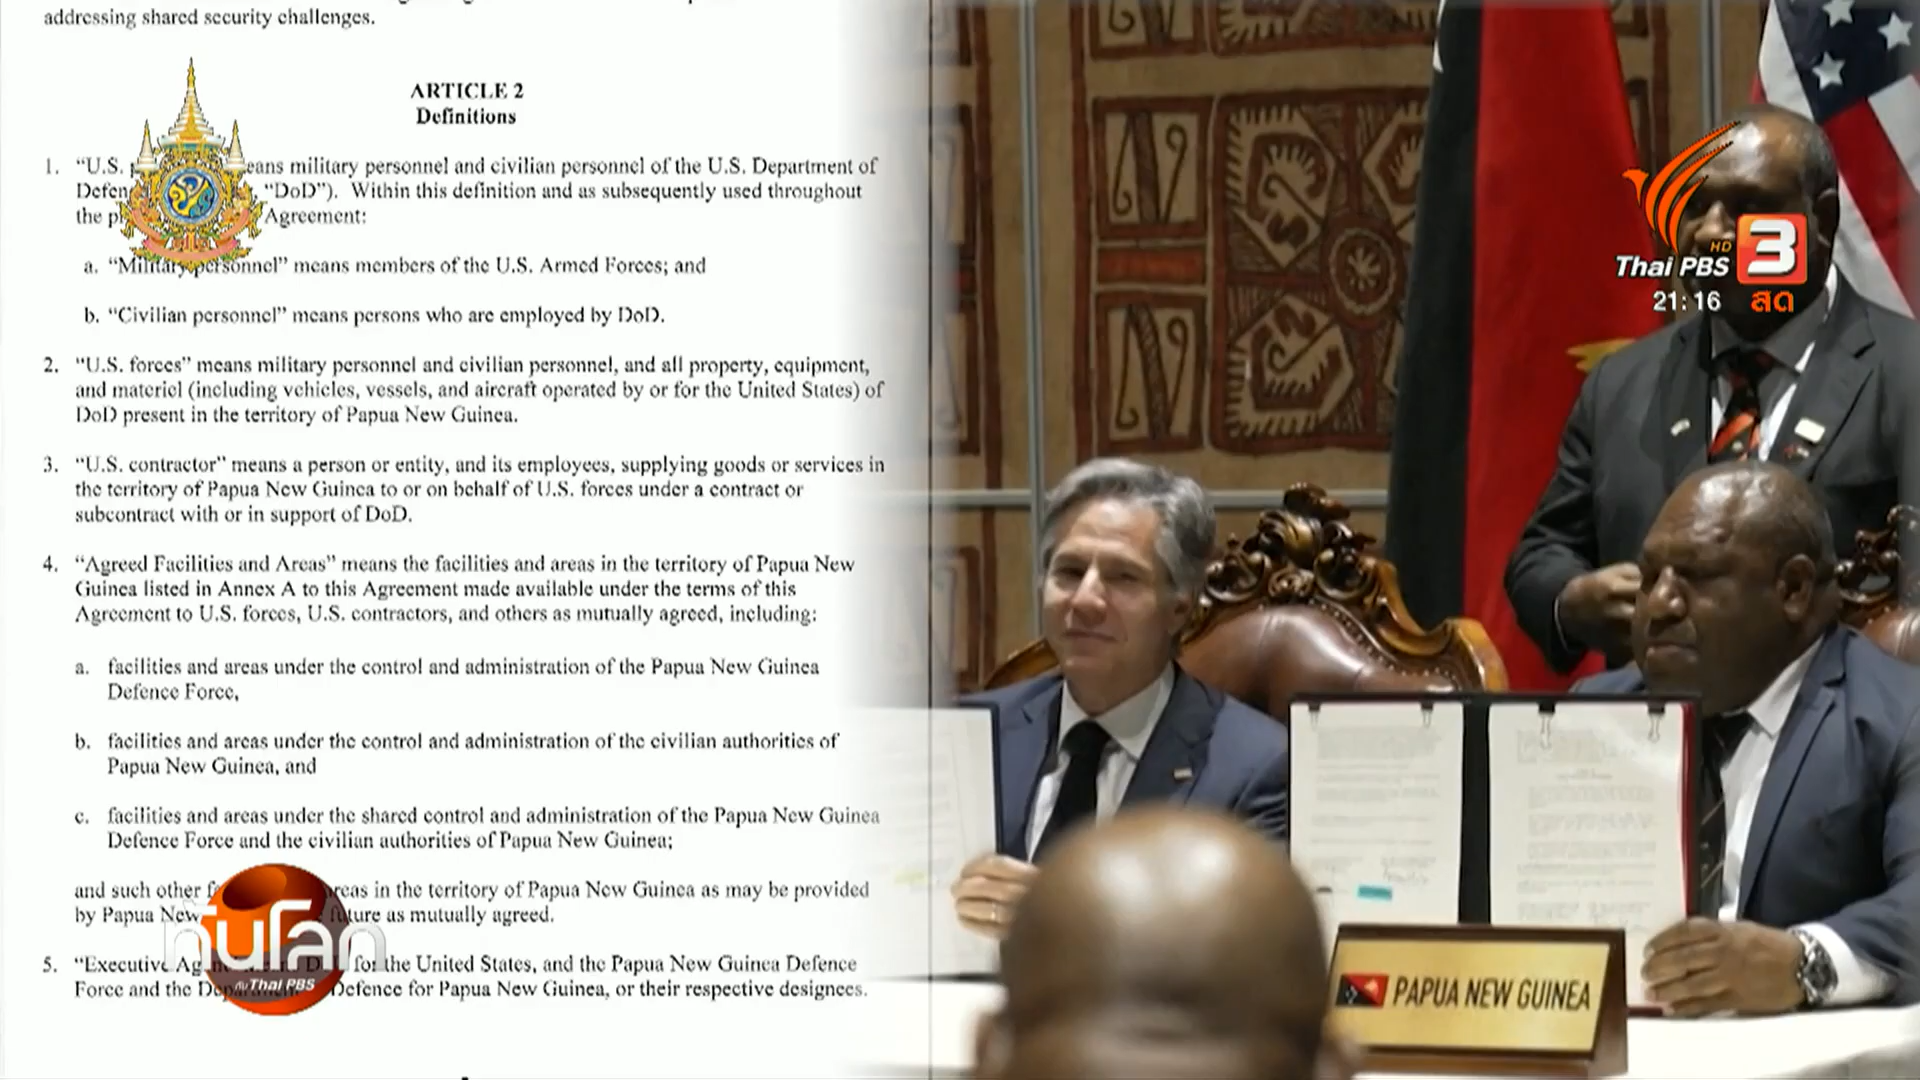 addressing shared security challenges.
ARTICLE 2
Definitions
1. “U.S. eans military personnel and civilian personnel of the U.S. Department of
Defen “DoD”). Within this definition and as subsequently used throughout
the p Agreement:
a. “Military personnel” means members of the U.S. Armed Forces; and
b. “Civilian personnel” means persons who are employed by DoD.
2. “U.S. forces” means military personnel and civilian personnel, and all property, equipment,
and materiel (including vehicles, vessels, and aircraft operated by or for the United States) of
DoD present in the territory of Papua New Guinea.
3. “U.S. contractor” means a person or entity, and its employees, supplying goods or services in
the territory of Papua New Guinea to or on behalf of U.S. forces under a contract or
subcontract with or in support of DoD.
4. “Agreed Facilities and Areas” means the facilities and areas in the territory of Papua New
Guinea listed in Annex A to this Agreement made available under the terms of this
Agreement to U.S. forces, U.S. contractors, and others as mutually agreed, including:
a. facilities and areas under the control and administration of the Papua New Guinea
Defence Force,
b. facilities and areas under the control and administration of the civilian authorities of
Papua New Guinea, and
c. facilities and areas under the shared control and administration of the Papua New Guinea
Defence Force and the civilian authorities of Papua New Guinea;
and such other f reas in the territory of Papua New Guinea as may be provided
by Papua New future as mutually agreed.
5. “Executive Ag for the United States, and the Papua New Guinea Defence
Force and the Department Defence for Papua New Guinea, or their respective designees.
ทันโลก
กับ Thai PBS
HD
Thai PBS 3
21:16 สด
PAPUA NEW GUINEA